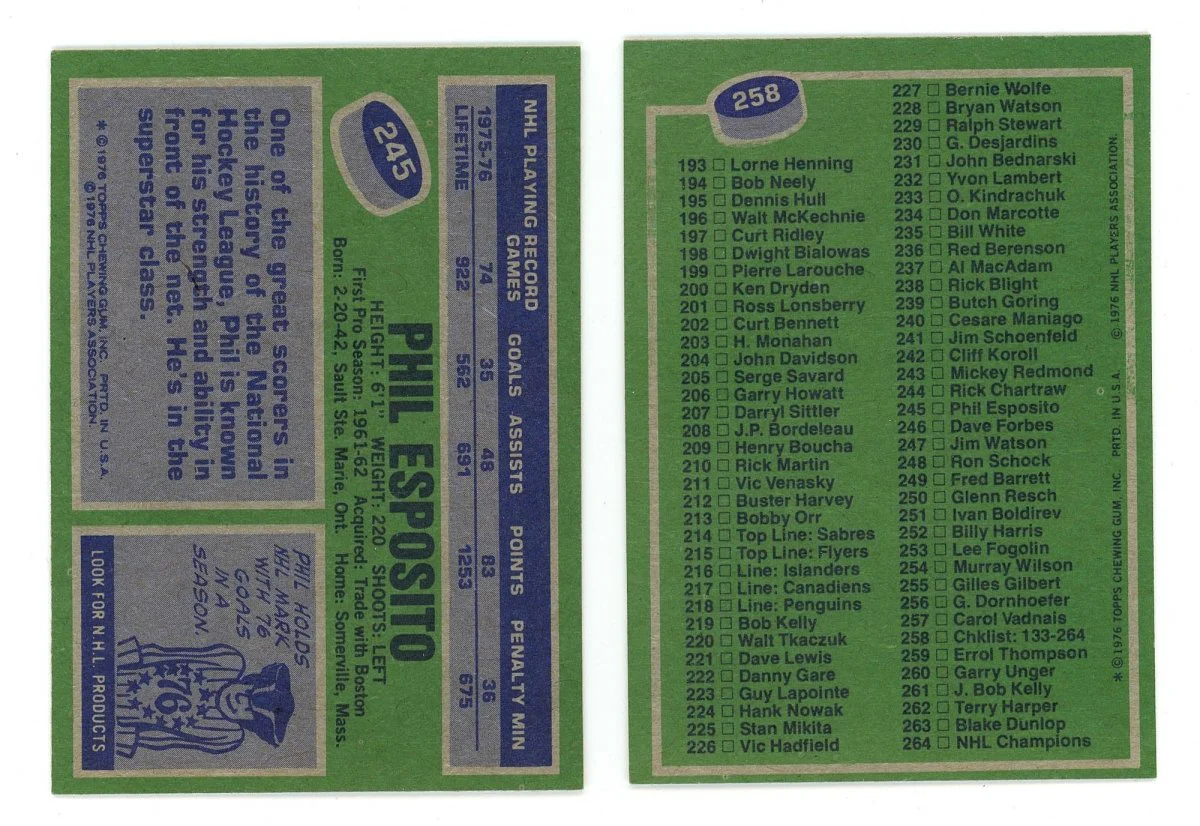 245
NHL PLAYING RECORD
GAMES GOALS ASSISTS POINTS PENALTY MIN
1975-76 74 35 48 83 36
LIFETIME 922 562 691 1253 675
PHIL ESPOSITO
HEIGHT: 6'1" WEIGHT: 220 SHOOTS: LEFT
First Pro Season: 1961-62 Acquired: Trade with Boston
Born: 2-20-42, Sault Ste. Marie, Ont. Home: Somerville, Mass.
One of the great scorers in
the history of the National
Hockey League, Phil is known
for his strength and ability in
front of the net. He's in the
superstar class.
* © 1976 TOPPS CHEWING GUM, INC. PRTD. IN U.S.A.
© 1976 NHL PLAYERS ASSOCIATION.
PHIL HOLDS
NHL MARK
WITH 76
GOALS
IN A
SEASON.
76
LOOK FOR N.H.L. PRODUCTS
258
193 □ Lorne Henning
194 □ Bob Neely
195 □ Dennis Hull
196 □ Walt McKechnie
197 □ Curt Ridley
198 □ Dwight Bialowas
199 □ Pierre Larouche
200 □ Ken Dryden
201 □ Ross Lonsberry
202 □ Curt Bennett
203 □ H. Monahan
204 □ John Davidson
205 □ Serge Savard
206 □ Garry Howatt
207 □ Darryl Sittler
208 □ J.P. Bordeleau
209 □ Henry Boucha
210 □ Rick Martin
211 □ Vic Venasky
212 □ Buster Harvey
213 □ Bobby Orr
214 □ Top Line: Sabres
215 □ Top Line: Flyers
216 □ Line: Islanders
217 □ Line: Canadiens
218 □ Line: Penguins
219 □ Bob Kelly
220 □ Walt Tkaczuk
221 □ Dave Lewis
222 □ Danny Gare
223 □ Guy Lapointe
224 □ Hank Nowak
225 □ Stan Mikita
226 □ Vic Hadfield
227 □ Bernie Wolfe
228 □ Bryan Watson
229 □ Ralph Stewart
230 □ G. Desjardins
231 □ John Bednarski
232 □ Yvon Lambert
233 □ O. Kindrachuk
234 □ Don Marcotte
235 □ Bill White
236 □ Red Berenson
237 □ Al MacAdam
238 □ Rick Blight
239 □ Butch Goring
240 □ Cesare Maniago
241 □ Jim Schoenfeld
242 □ Cliff Koroll
243 □ Mickey Redmond
244 □ Rick Chartraw
245 □ Phil Esposito
246 □ Dave Forbes
247 □ Jim Watson
248 □ Ron Schock
249 □ Fred Barrett
250 □ Glenn Resch
251 □ Ivan Boldirev
252 □ Billy Harris
253 □ Lee Fogolin
254 □ Murray Wilson
255 □ Gilles Gilbert
256 □ G. Dornhoefer
257 □ Carol Vadnais
258 □ Chklist: 133-264
259 □ Errol Thompson
260 □ Garry Unger
261 □ J. Bob Kelly
262 □ Terry Harper
263 □ Blake Dunlop
264 □ NHL Champions
* © 1976 TOPPS CHEWING GUM, INC. PRTD. IN U.S.A. © 1976 NHL PLAYERS ASSOCIATION.